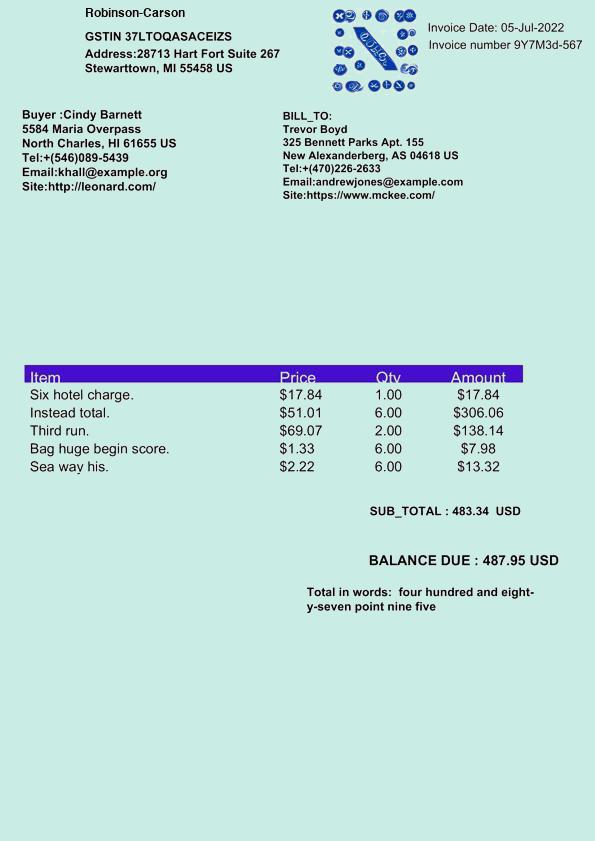 Robinson-Carson
GSTIN 37LTOQASACEIZS
Address:28713 Hart Fort Suite 267
Stewarttown, MI 55458 US
Invoice Date: 05-Jul-2022
Invoice number 9Y7M3d-567
Buyer :Cindy Barnett
5584 Maria Overpass
North Charles, HI 61655 US
Tel:+(546)089-5439
Email:khall@example.org
Site:http://leonard.com/
BILL_TO:
Trevor Boyd
325 Bennett Parks Apt. 155
New Alexanderberg, AS 04618 US
Tel:+(470)226-2633
Email:andrewjones@example.com
Site:https://www.mckee.com/
Item Price Qty Amount
Six hotel charge. $17.84 1.00 $17.84
Instead total. $51.01 6.00 $306.06
Third run. $69.07 2.00 $138.14
Bag huge begin score. $1.33 6.00 $7.98
Sea way his. $2.22 6.00 $13.32
SUB_TOTAL : 483.34 USD
BALANCE DUE : 487.95 USD
Total in words: four hundred and eight-
y-seven point nine five